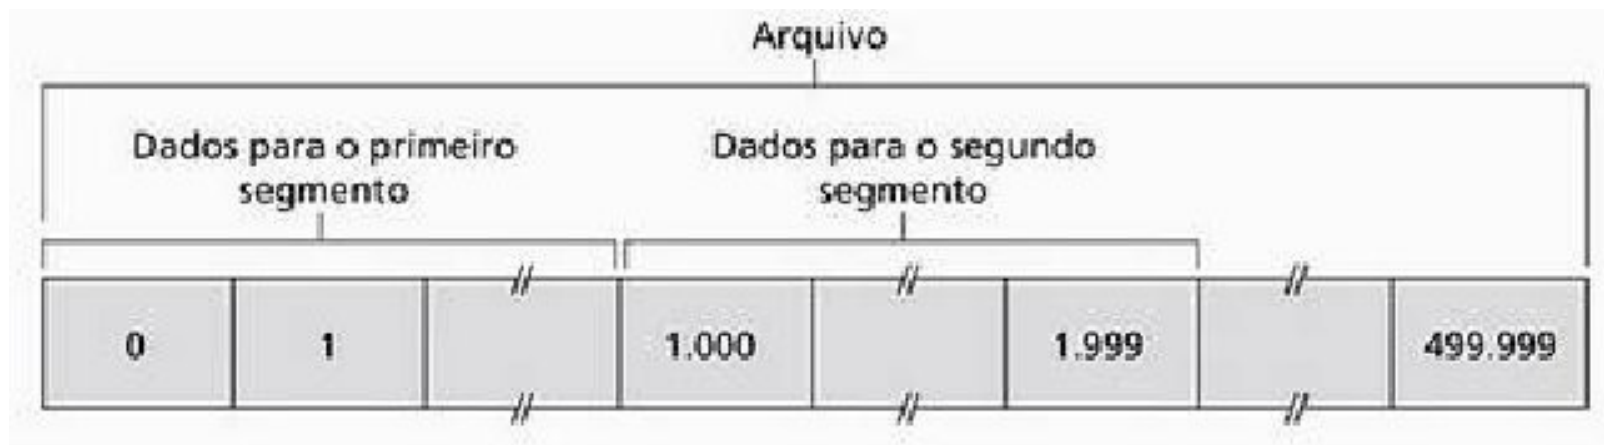 Arquivo
Dados para o primeiro
segmento
Dados para o segundo
segmento
0 1 1.000 1.999 499.999